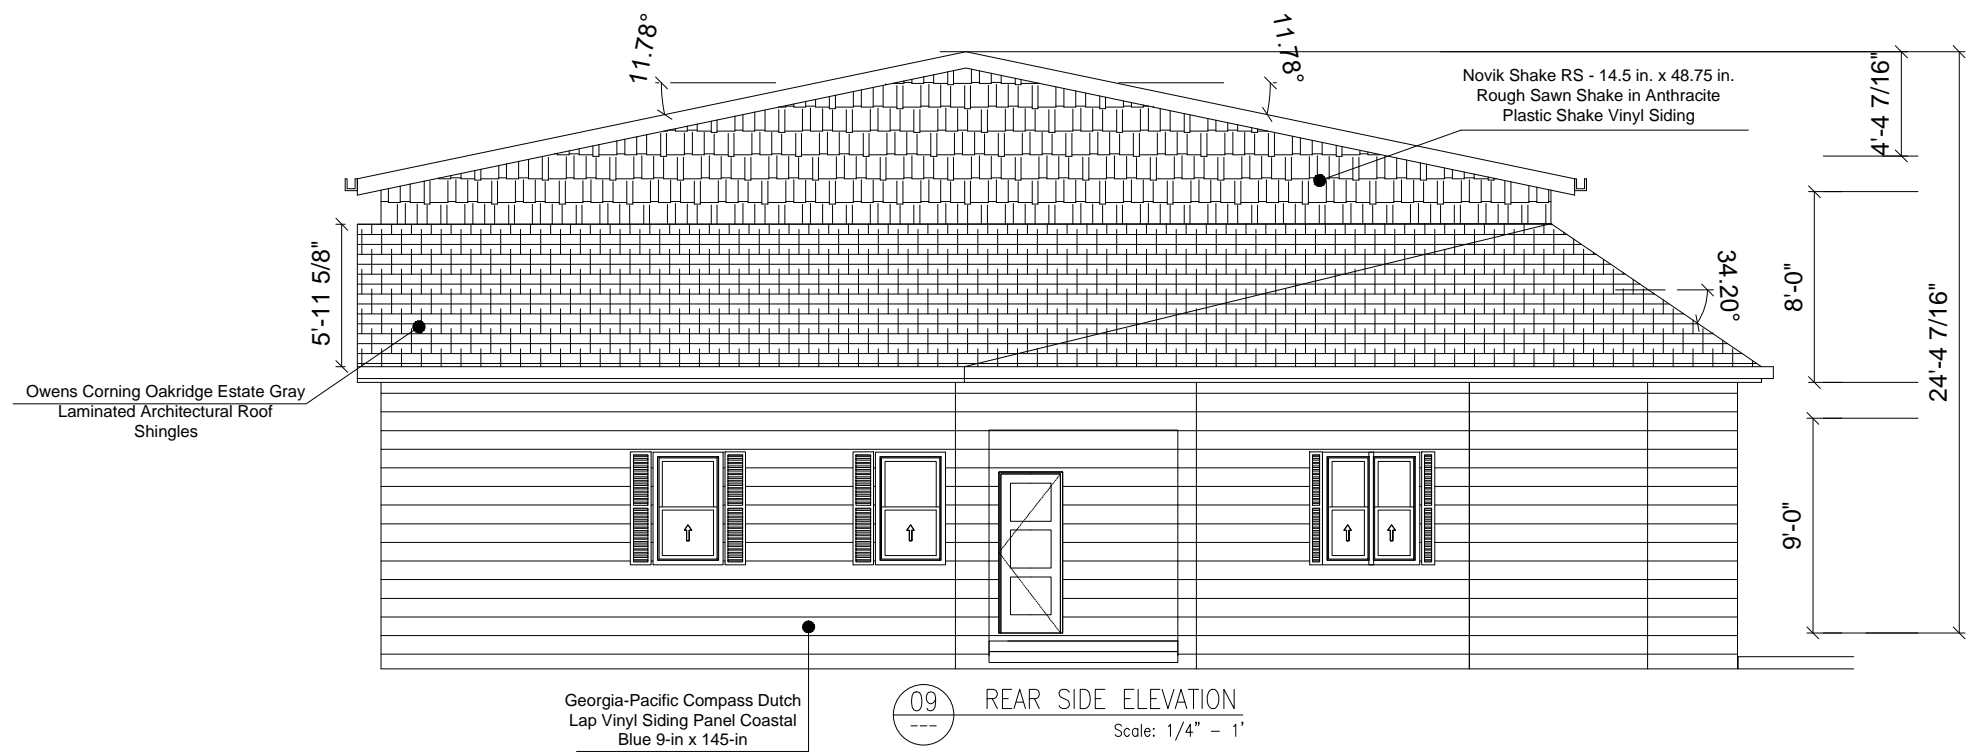 11.78°
11.78°
Novik Shake RS - 14.5 in. x 48.75 in.
Rough Sawn Shake in Anthracite
Plastic Shake Vinyl Siding
4'-4 7/16"
5'-11 5/8"
34.20°
8'-0"
24'-4 7/16"
Owens Corning Oakridge Estate Gray
Laminated Architectural Roof
Shingles
9'-0"
Georgia-Pacific Compass Dutch
Lap Vinyl Siding Panel Coastal
Blue 9-in x 145-in
09
---
REAR SIDE ELEVATION
Scale: 1/4" - 1'